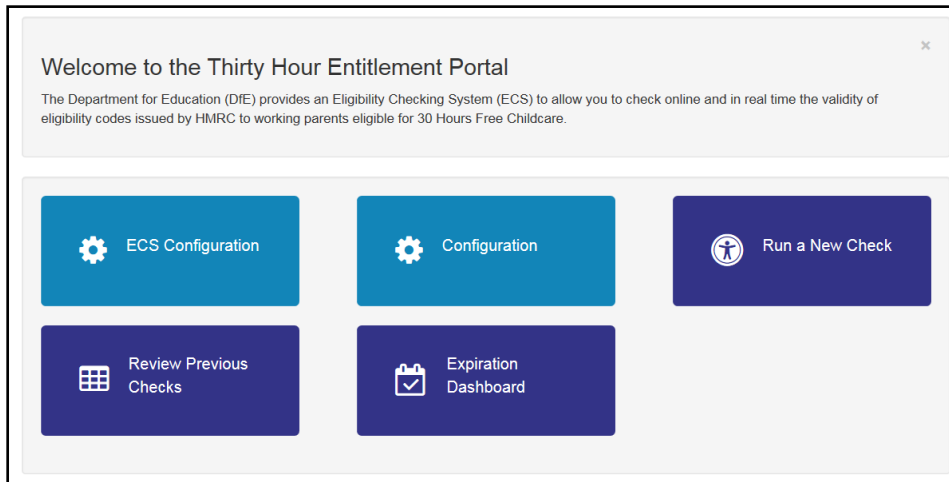 ×
Welcome to the Thirty Hour Entitlement Portal
The Department for Education (DfE) provides an Eligibility Checking System (ECS) to allow you to check online and in real time the validity of
eligibility codes issued by HMRC to working parents eligible for 30 Hours Free Childcare.
ECS Configuration
Configuration
Run a New Check
Review Previous
Checks
Expiration
Dashboard